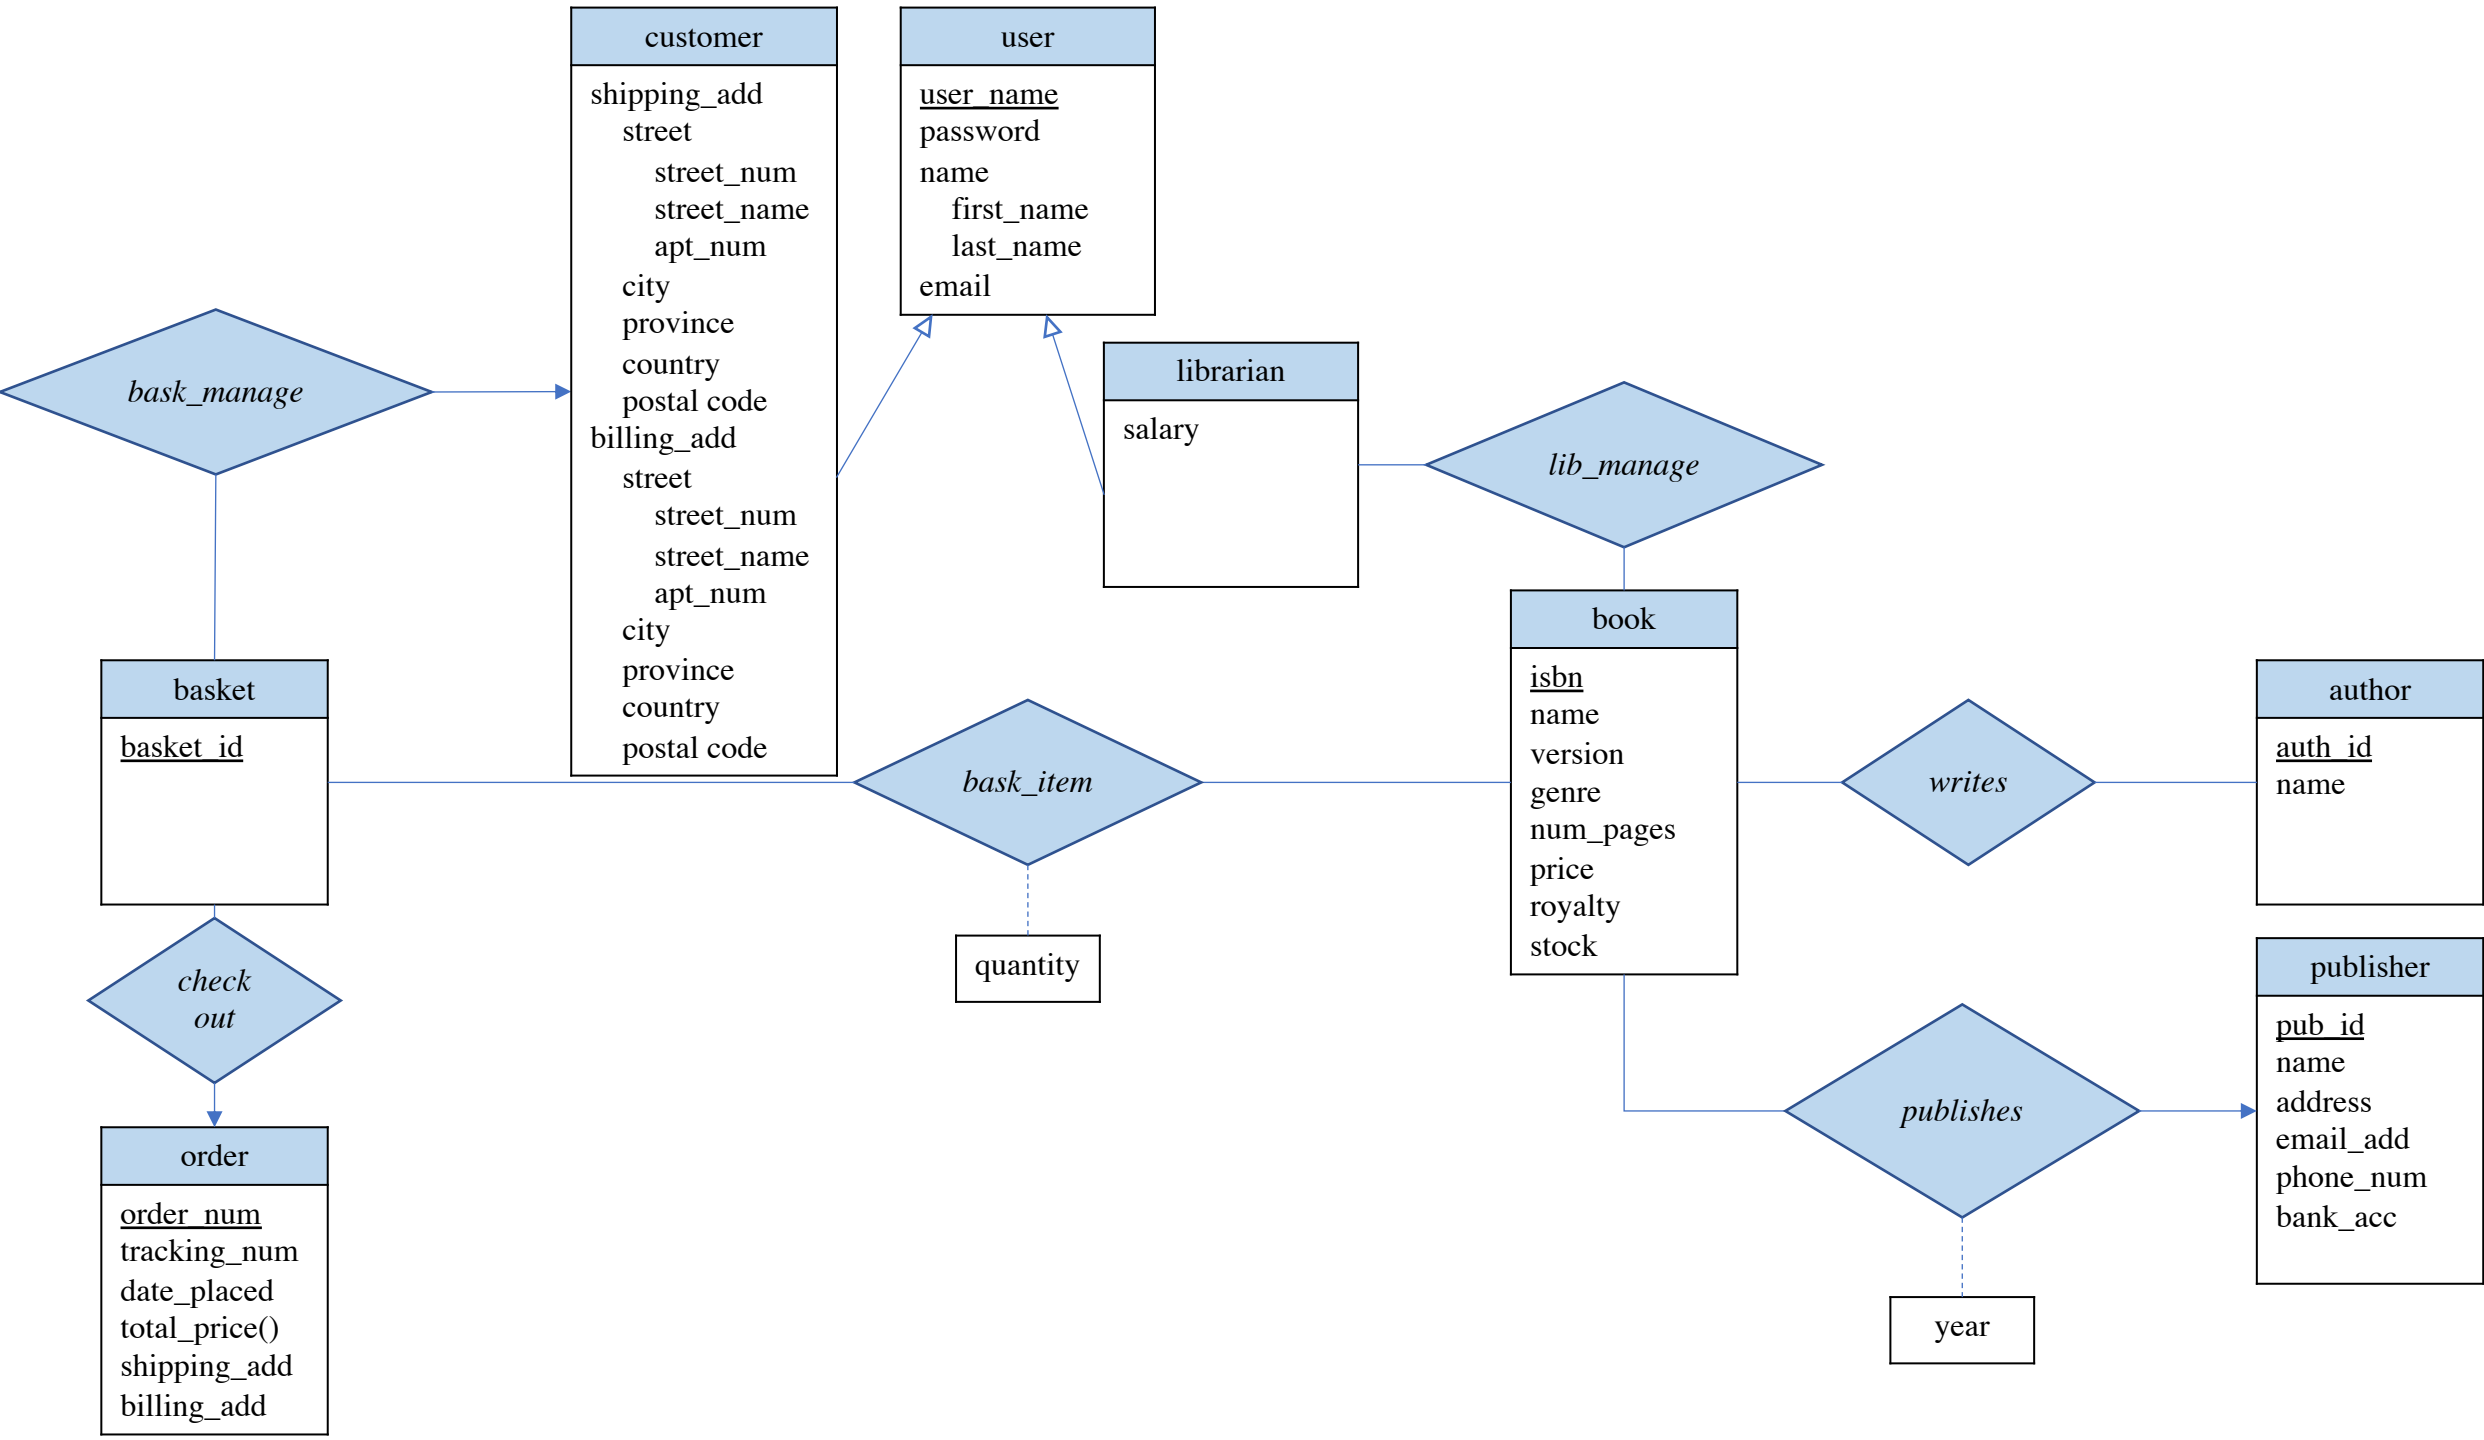 customer
shipping_add
street
street_num
street_name
apt_num
city
province
country
postal code
billing_add
street
street_num
street_name
apt_num
city
province
country
postal code
user
user_name
password
name
first_name
last_name
email
bask_manage
librarian
salary
lib_manage
basket
basket_id
bask_item
quantity
book
isbn
name
version
genre
num_pages
price
royalty
stock
writes
author
auth_id
name
check
out
order
order_num
tracking_num
date_placed
total_price()
shipping_add
billing_add
publishes
year
publisher
pub_id
name
address
email_add
phone_num
bank_acc